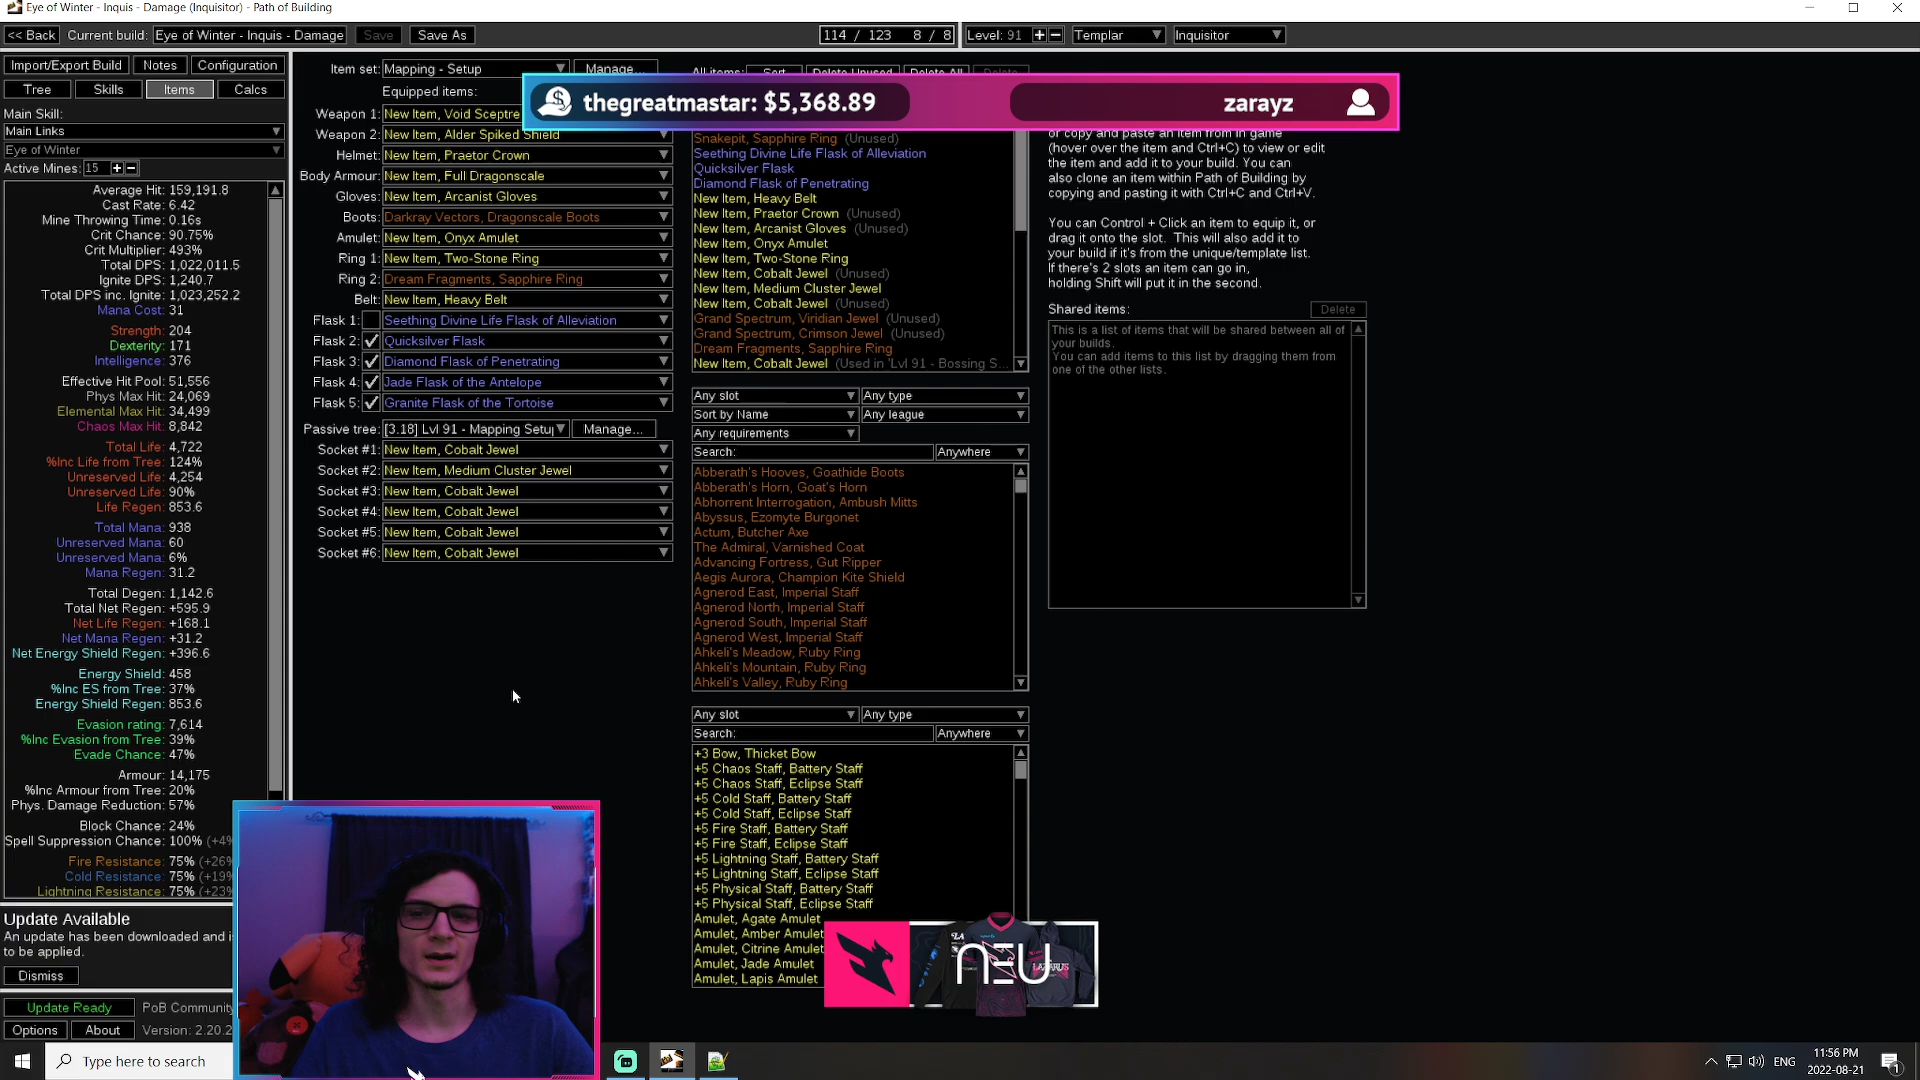 Eye of Winter - Inquis - Damage (Inquisitor) - Path of Building
<< Back
Current build: Eye of Winter - Inquis - Damage
Save
Save As
114 / 123 8 / 8
Level: 91
Templar
Inquisitor
Import/Export Build
Notes
Configuration
Tree
Skills
Items
Calcs
Main Skill:
Main Links
Eye of Winter
Active Mines: 15
Average Hit: 159,191.8
Cast Rate: 6.42
Mine Throwing Time: 0.16s
Crit Chance: 90.75%
Crit Multiplier: 493%
Total DPS: 1,022,011.5
Ignite DPS: 1,240.7
Total DPS inc. Ignite: 1,023,252.2
Mana Cost: 31
Strength: 204
Dexterity: 171
Intelligence: 376
Effective Hit Pool: 51,556
Phys Max Hit: 24,069
Elemental Max Hit: 34,499
Chaos Max Hit: 8,842
Total Life: 4,722
%Inc Life from Tree: 124%
Unreserved Life: 4,254
Unreserved Life: 90%
Life Regen: 853.6
Total Mana: 938
Unreserved Mana: 60
Unreserved Mana: 6%
Mana Regen: 31.2
Total Degen: 1,142.6
Total Net Regen: +595.9
Net Life Regen: +168.1
Net Mana Regen: +31.2
Net Energy Shield Regen: +396.6
Energy Shield: 458
%Inc ES from Tree: 37%
Energy Shield Regen: 853.6
Evasion rating: 7,614
%Inc Evasion from Tree: 39%
Evade Chance: 47%
Armour: 14,175
%Inc Armour from Tree: 20%
Phys. Damage Reduction: 57%
Block Chance: 24%
Spell Suppression Chance: 100% (+4%
Fire Resistance: 75% (+26%
Cold Resistance: 75% (+19%
Lightning Resistance: 75% (+23%
Update Available
An update has been downloaded and is
to be applied.
Dismiss
Update Ready
PoB Community
Options
About
Version: 2.20.2
Item set: Mapping - Setup
Manage...
Equipped items:
Weapon 1: New Item, Void Sceptre
Weapon 2: New Item, Alder Spiked Shield
Helmet: New Item, Praetor Crown
Body Armour: New Item, Full Dragonscale
Gloves: New Item, Arcanist Gloves
Boots: Darkray Vectors, Dragonscale Boots
Amulet: New Item, Onyx Amulet
Ring 1: New Item, Two-Stone Ring
Ring 2: Dream Fragments, Sapphire Ring
Belt: New Item, Heavy Belt
Flask 1: Seething Divine Life Flask of Alleviation
Flask 2: Quicksilver Flask
Flask 3: Diamond Flask of Penetrating
Flask 4: Jade Flask of the Antelope
Flask 5: Granite Flask of the Tortoise
Passive tree: [3.18] Lvl 91 - Mapping Setu
Manage...
Socket #1: New Item, Cobalt Jewel
Socket #2: New Item, Medium Cluster Jewel
Socket #3: New Item, Cobalt Jewel
Socket #4: New Item, Cobalt Jewel
Socket #5: New Item, Cobalt Jewel
Socket #6: New Item, Cobalt Jewel
All items:
Sort
Delete Unused
Delete All
Delete
thegreatmastar: $5,368.89
zarayz
Snakepit, Sapphire Ring (Unused)
Seething Divine Life Flask of Alleviation
Quicksilver Flask
Diamond Flask of Penetrating
New Item, Heavy Belt
New Item, Praetor Crown (Unused)
New Item, Arcanist Gloves (Unused)
New Item, Onyx Amulet
New Item, Two-Stone Ring
New Item, Cobalt Jewel (Unused)
New Item, Medium Cluster Jewel
New Item, Cobalt Jewel (Unused)
Grand Spectrum, Viridian Jewel (Unused)
Grand Spectrum, Crimson Jewel (Unused)
Dream Fragments, Sapphire Ring
New Item, Cobalt Jewel (Used in 'Lvl 91 - Bossing S...
Any slot
Any type
Sort by Name
Any league
Any requirements
Search:
Anywhere
Abberath's Hooves, Goathide Boots
Abberath's Horn, Goat's Horn
Abhorrent Interrogation, Ambush Mitts
Abyssus, Ezomyte Burgonet
Actum, Butcher Axe
The Admiral, Varnished Coat
Advancing Fortress, Gut Ripper
Aegis Aurora, Champion Kite Shield
Agnerod East, Imperial Staff
Agnerod North, Imperial Staff
Agnerod South, Imperial Staff
Agnerod West, Imperial Staff
Ahkeli's Meadow, Ruby Ring
Ahkeli's Mountain, Ruby Ring
Ahkeli's Valley, Ruby Ring
Any slot
Any type
Search:
Anywhere
+3 Bow, Thicket Bow
+5 Chaos Staff, Battery Staff
+5 Chaos Staff, Eclipse Staff
+5 Cold Staff, Battery Staff
+5 Cold Staff, Eclipse Staff
+5 Fire Staff, Battery Staff
+5 Fire Staff, Eclipse Staff
+5 Lightning Staff, Battery Staff
+5 Lightning Staff, Eclipse Staff
+5 Physical Staff, Battery Staff
+5 Physical Staff, Eclipse Staff
Amulet, Agate Amulet
Amulet, Amber Amulet
Amulet, Citrine Amulet
Amulet, Jade Amulet
Amulet, Lapis Amulet
or copy and paste an item from in game
(hover over the item and Ctrl+C) to view or edit
the item and add it to your build. You can
also clone an item within Path of Building by
copying and pasting it with Ctrl+C and Ctrl+V.
You can Control + Click an item to equip it, or
drag it onto the slot. This will also add it to
your build if it's from the unique/template list.
If there's 2 slots an item can go in,
holding Shift will put it in the second.
Shared items:
Delete
This is a list of items that will be shared between all of
your builds.
You can add items to this list by dragging them from
one of the other lists.
NEU
LAZARUS
Type here to search
ENG
11:56 PM
2022-08-21
1